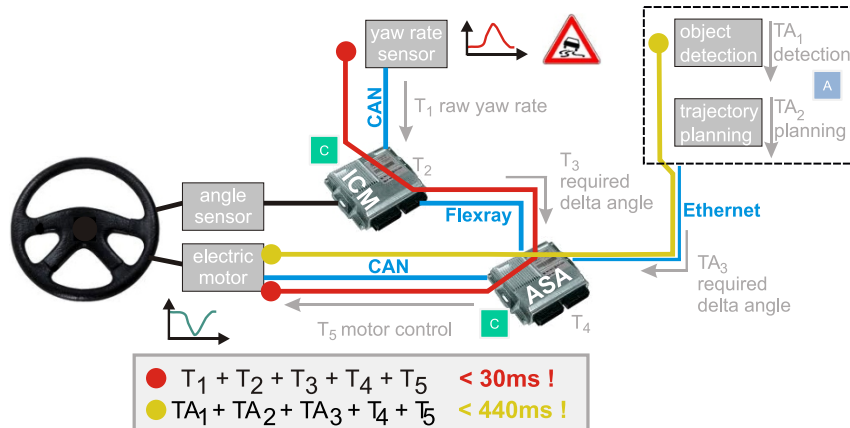 yaw rate
sensor
object
detection
TA1
detection
A
trajectory
planning
TA2
planning
CAN
T1 raw yaw rate
C
ICM
T2
T3
required
delta angle
angle
sensor
Flexray
Ethernet
electric
motor
CAN
ASA
TA3
required
delta angle
T5 motor control
C
T4
T1 + T2 + T3 + T4 + T5 < 30ms !
TA1 + TA2 + TA3 + T4 + T5 < 440ms !